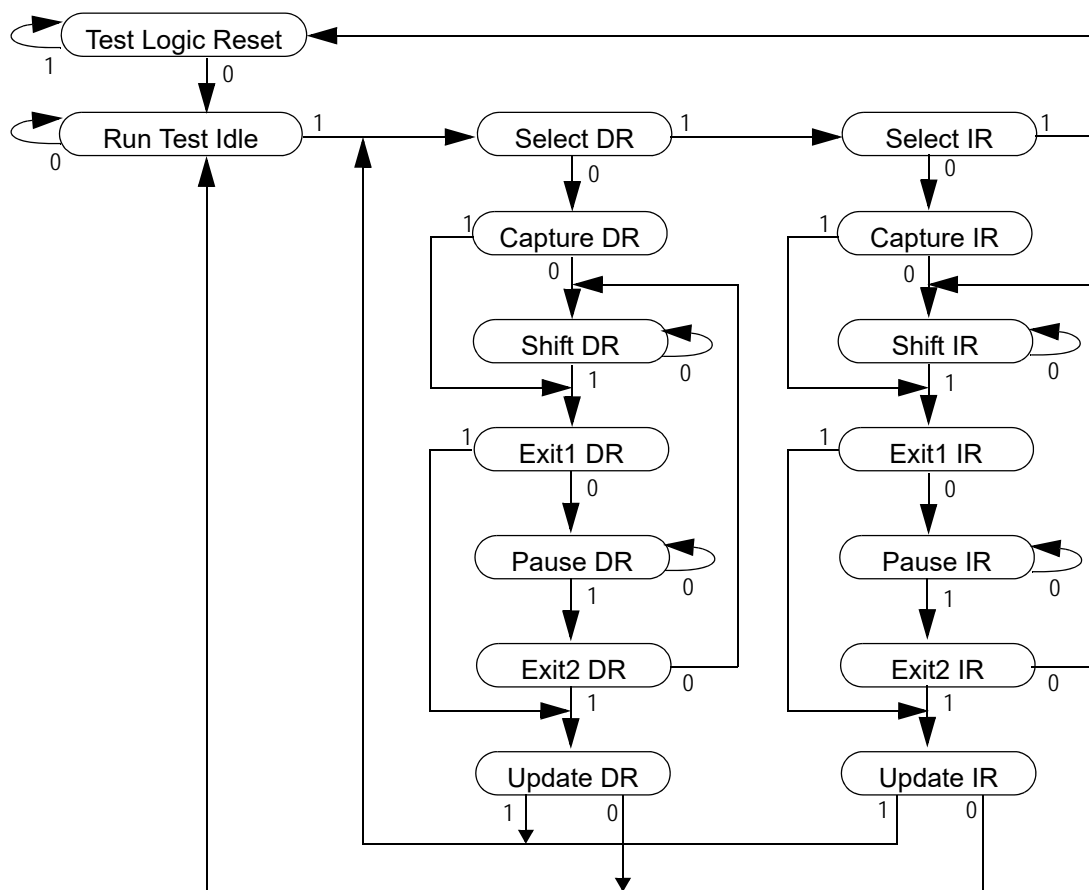 Test Logic Reset
1
0
Run Test Idle
1
0
Select DR
1
0
Select IR
1
0
1
Capture DR
0
1
Capture IR
0
Shift DR
0
1
Shift IR
0
1
1
Exit1 DR
0
1
Exit1 IR
0
Pause DR
0
1
Pause IR
0
1
Exit2 DR
0
1
Exit2 IR
0
1
Update DR
1
0
Update IR
1
0